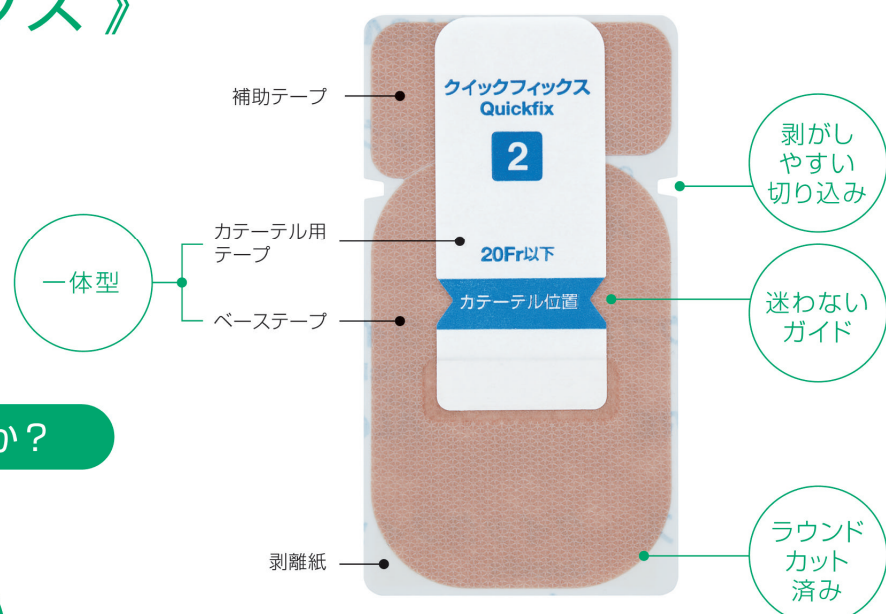 ックス 》
補助テープ
クイックフィックス
Quickfix
2
剥がし
やすい
切り込み
カテーテル用
テープ
20Fr以下
一体型
カテーテル位置
迷わない
ガイド
ベーステープ
か？
ラウンド
カット
済み
剥離紙